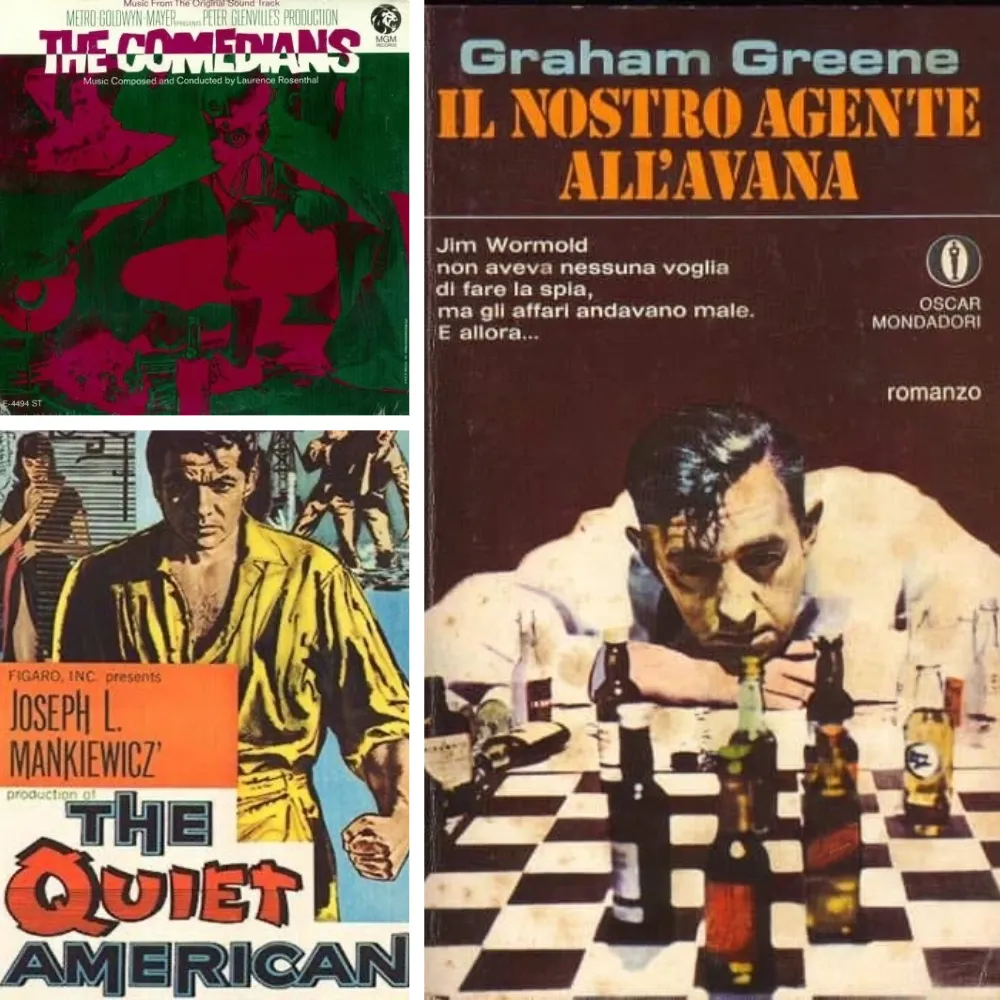 Music From The Original Sound Track
METRO-GOLDWYN-MAYER PRESENTS PETER GLENVILLE'S PRODUCTION
THE COMEDIANS
Music Composed and Conducted by Laurence Rosenthal
MGM
RECORDS
E-4494 ST
FIGARO, INC. presents
JOSEPH L.
MANKIEWICZ'
production of
THE
QUIET
AMERICAN
Graham Greene
IL NOSTRO AGENTE
ALL'AVANA
Jim Wormold
non aveva nessuna voglia
di fare la spia,
ma gli affari andavano male.
E allora...
OSCAR
MONDADORI
romanzo